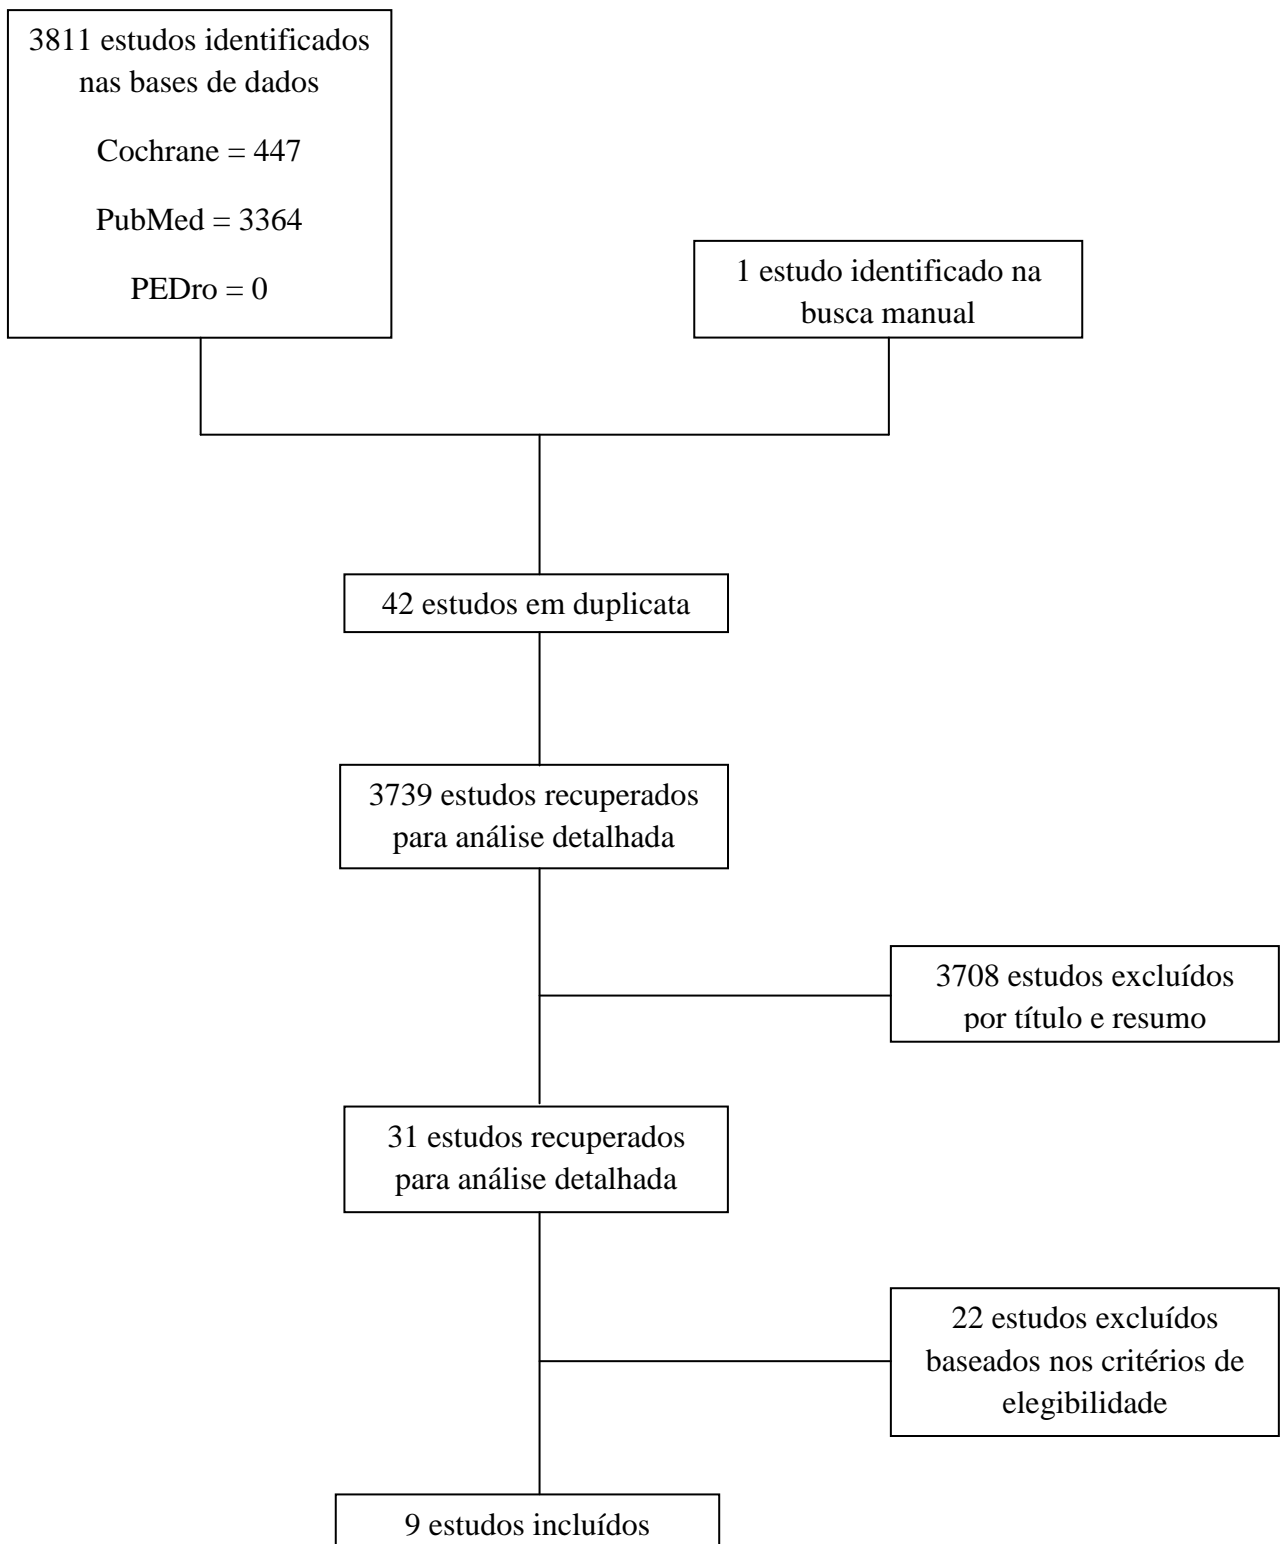 3811 estudos identificados
nas bases de dados
Cochrane = 447
PubMed = 3364
PEDro = 0
1 estudo identificado na
busca manual
42 estudos em duplicata
3739 estudos recuperados
para análise detalhada
3708 estudos excluídos
por título e resumo
31 estudos recuperados
para análise detalhada
22 estudos excluídos
baseados nos critérios de
elegibilidade
9 estudos incluídos